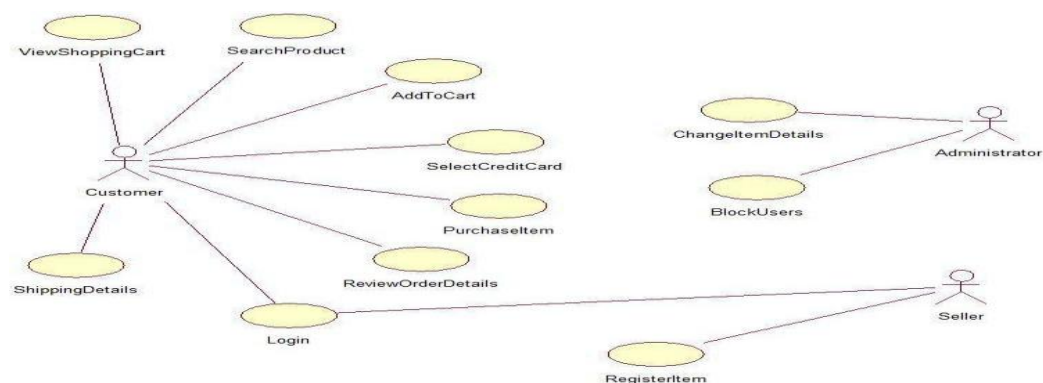 ViewShoppingCart
SearchProduct
AddToCart
ChangeItemDetails
Administrator
SelectCreditCard
Customer
BlockUsers
PurchaseItem
ShippingDetails
ReviewOrderDetails
Login
Seller
RegisterItem